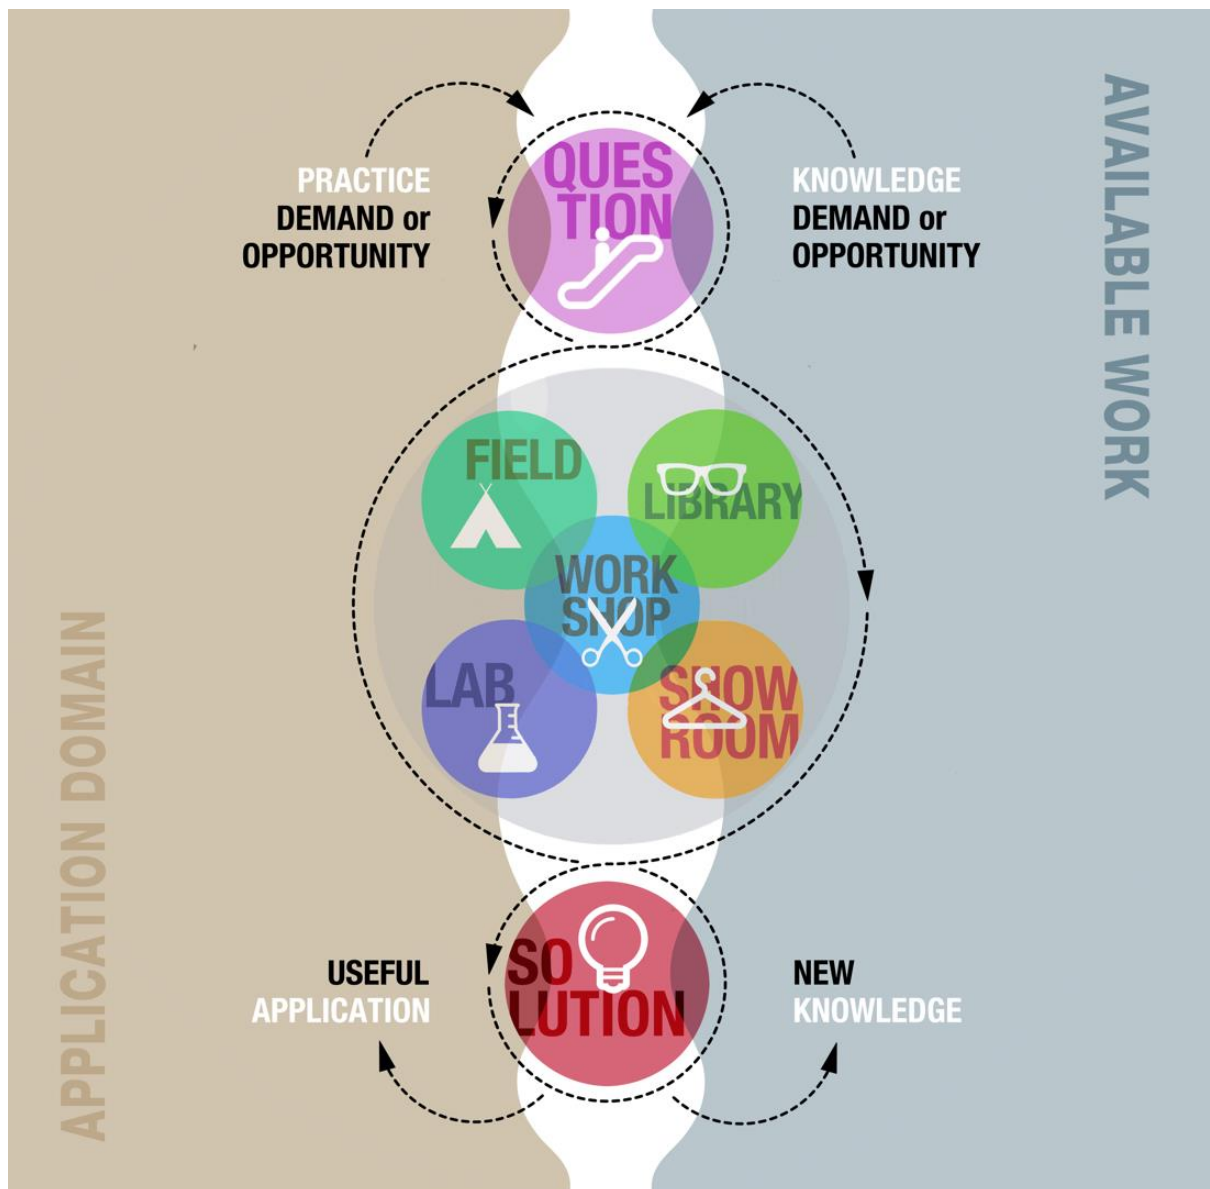 AVAILABLE WORK
QUES
TION
PRACTICE
DEMAND or
OPPORTUNITY
KNOWLEDGE
DEMAND or
OPPORTUNITY
FIELD
LIBRARY
WORK
SHOP
LAB
SHOW
ROOM
APPLICATION DOMAIN
SO
LUTION
USEFUL
APPLICATION
NEW
KNOWLEDGE